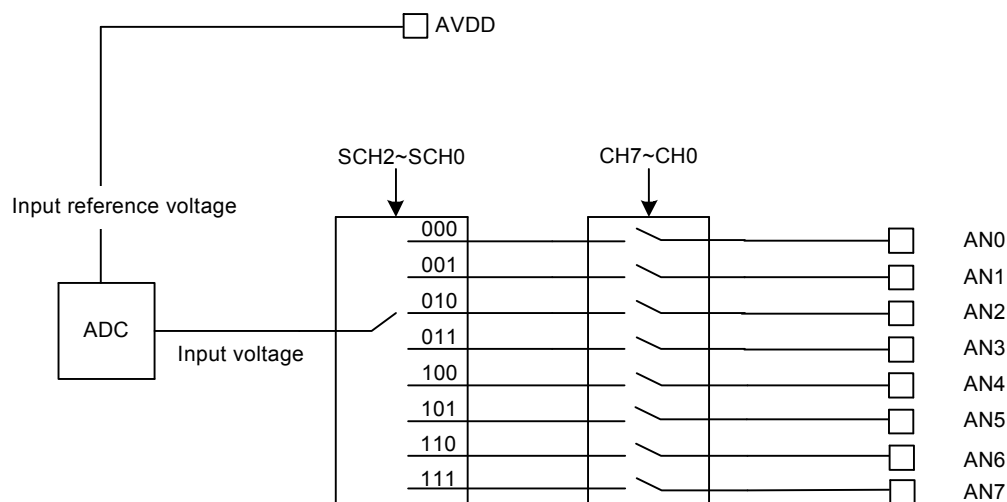 AVDD
SCH2~SCH0
CH7~CH0
Input reference voltage
000
AN0
001
AN1
010
AN2
ADC
Input voltage
011
AN3
100
AN4
101
AN5
110
AN6
111
AN7